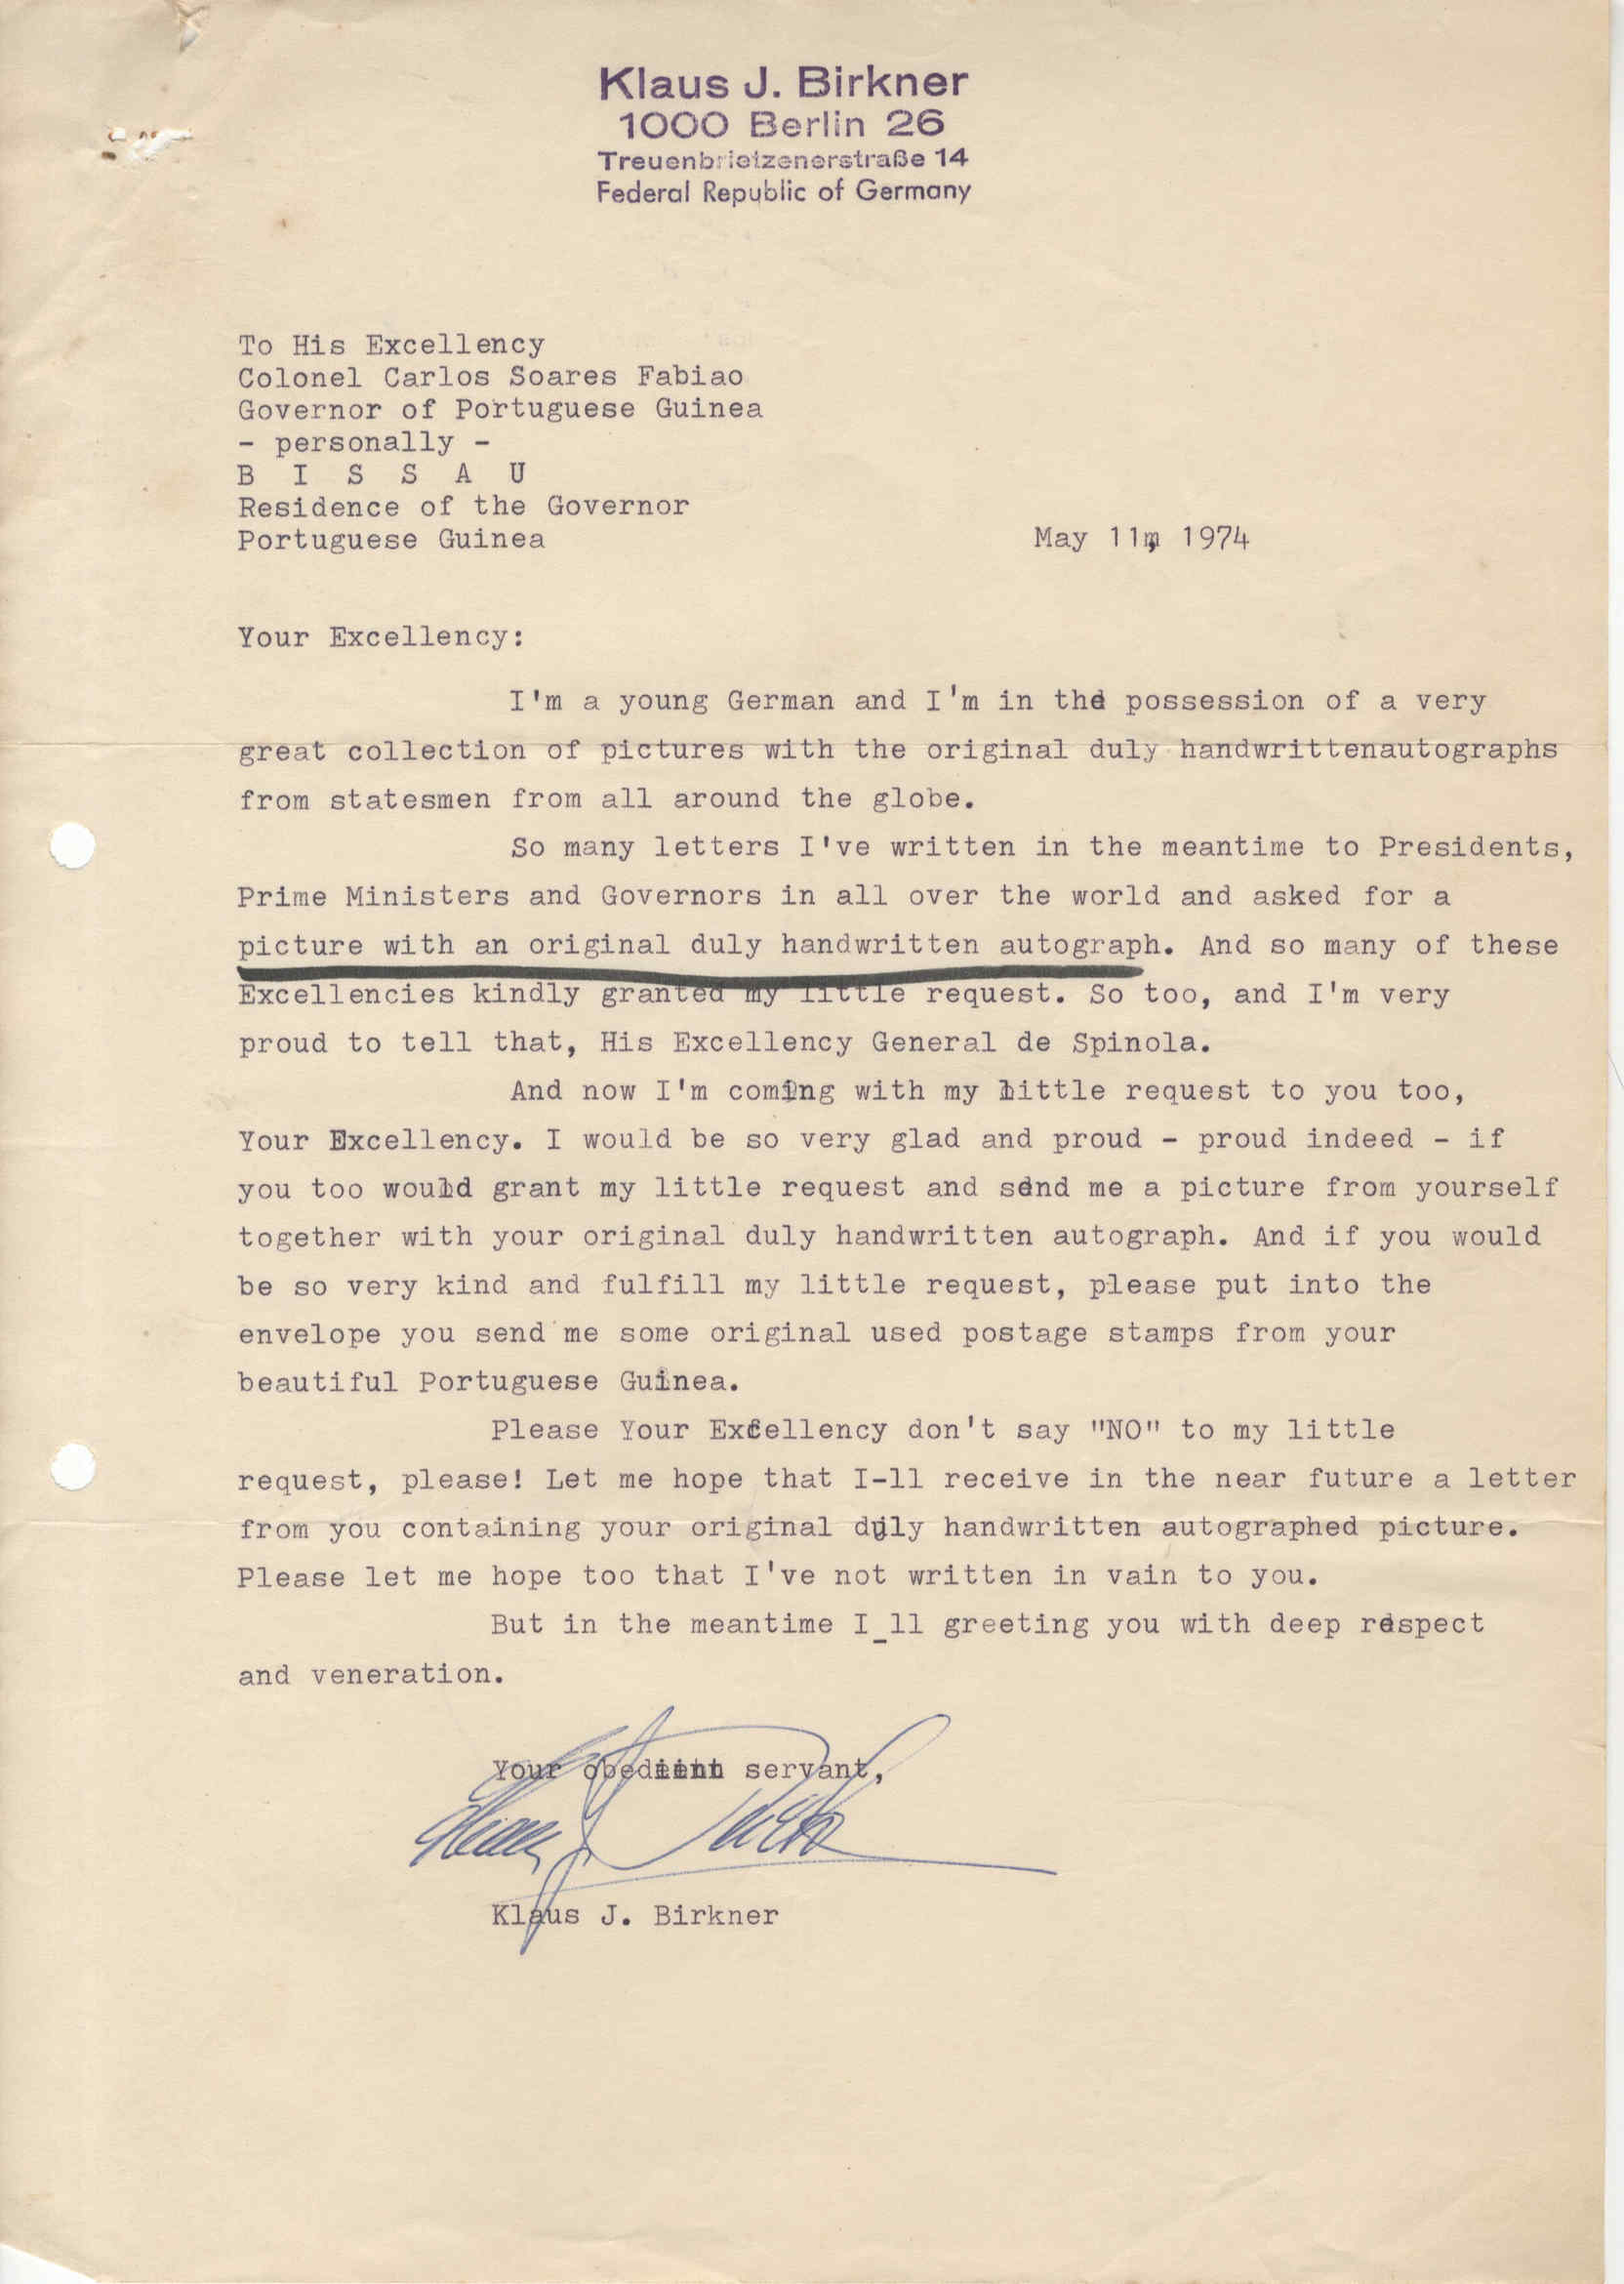 Klaus J. Birkner
1000 Berlin 26
Treuenbrietzenerstraße 14
Federal Republic of Germany
To His Excellency
Colonel Carlos Soares Fabiao
Governor of Portuguese Guinea
- personally -
B I S S A U
Residence of the Governor
Portuguese Guinea
May 11, 1974
Your Excellency:
I'm a young German and I'm in the possession of a very
great collection of pictures with the original duly handwrittenautographs
from statesmen from all around the globe.
So many letters I've written in the meantime to Presidents,
Prime Ministers and Governors in all over the world and asked for a
picture with an original duly handwritten autograph. And so many of these
Excellencies kindly granted my little request. So too, and I'm very
proud to tell that, His Excellency General de Spinola.
And now I'm coming with my little request to you too,
Your Excellency. I would be so very glad and proud - proud indeed - if
you too would grant my little request and send me a picture from yourself
together with your original duly handwritten autograph. And if you would
be so very kind and fulfill my little request, please put into the
envelope you send me some original used postage stamps from your
beautiful Portuguese Guinea.
Please Your Excellency don't say "NO" to my little
request, please! Let me hope that I-ll receive in the near future a letter
from you containing your original duly handwritten autographed picture.
Please let me hope too that I've not written in vain to you.
But in the meantime I_ll greeting you with deep respect
and veneration.
Your obedient servant,
Klaus J. Birkner